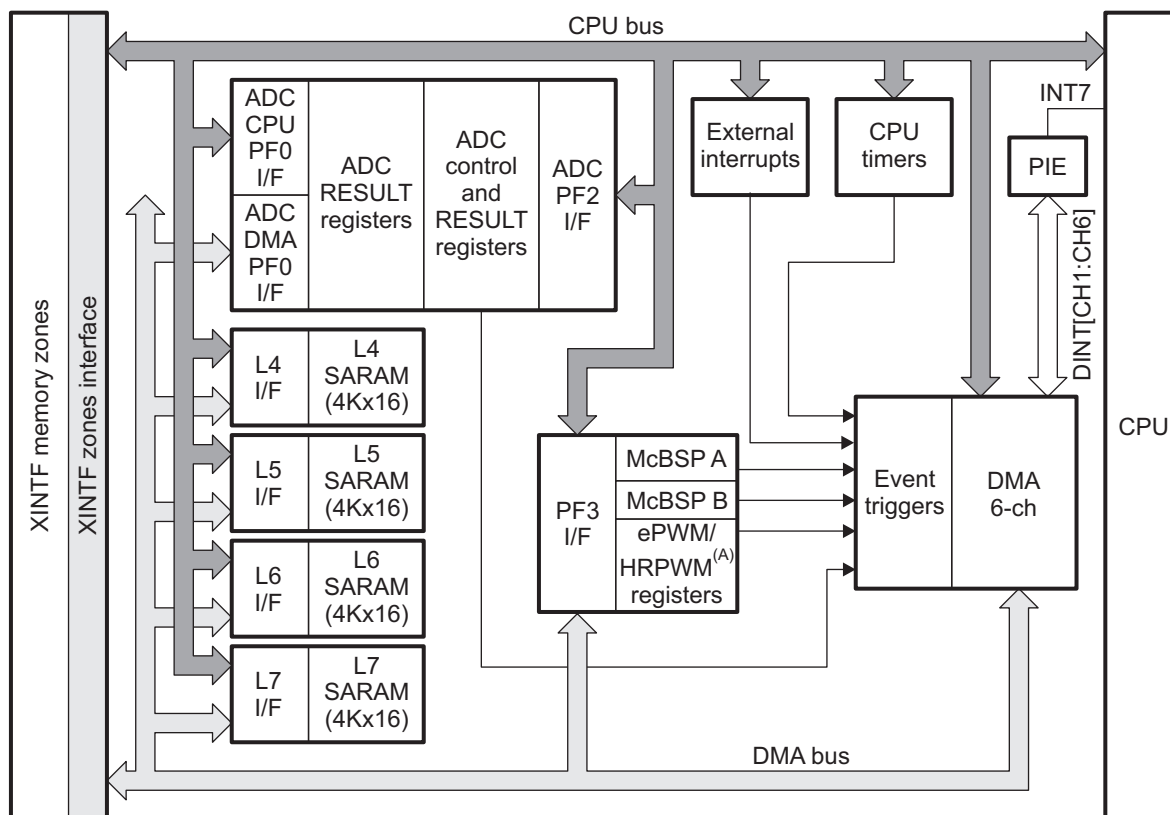 CPU bus
XINTF memory zones
XINTF zones interface
ADC
CPU
PF0
I/F
ADC
DMA
PF0
I/F
ADC
RESULT
registers
ADC
control
and
RESULT
registers
ADC
PF2
I/F
External
interrupts
CPU
timers
INT7
PIE
DINT[CH1:CH6]
CPU
L4
I/F
L4
SARAM
(4Kx16)
L5
I/F
L5
SARAM
(4Kx16)
L6
I/F
L6
SARAM
(4Kx16)
L7
I/F
L7
SARAM
(4Kx16)
PF3
I/F
McBSP A
McBSP B
ePWM/
HRPWM(A)
registers
Event
triggers
DMA
6-ch
DMA bus